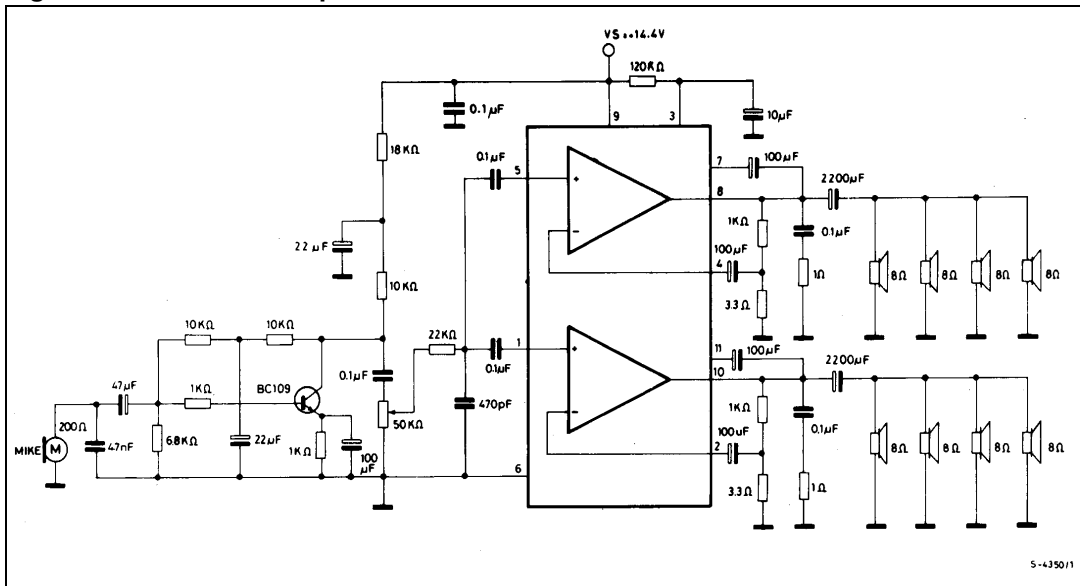 VS=14.4V
120KΩ
0.1µF
9
3
10µF
18KΩ
0.1µF
5
7
100µF
8
2200µF
+
1KΩ
0.1µF
22µF
-
100µF
4
1Ω
8Ω
8Ω
8Ω
8Ω
10KΩ
3.3Ω
10KΩ
10KΩ
22KΩ
1
0.1µF
+
11
100µF
10
2200µF
47µF
1KΩ
BC109
0.1µF
470pF
1KΩ
0.1µF
200Ω
50KΩ
-
100µF
2
MIKE
M
47nF
6.8KΩ
22µF
1KΩ
100
µF
6
3.3Ω
1Ω
8Ω
8Ω
8Ω
8Ω
S-4350/1